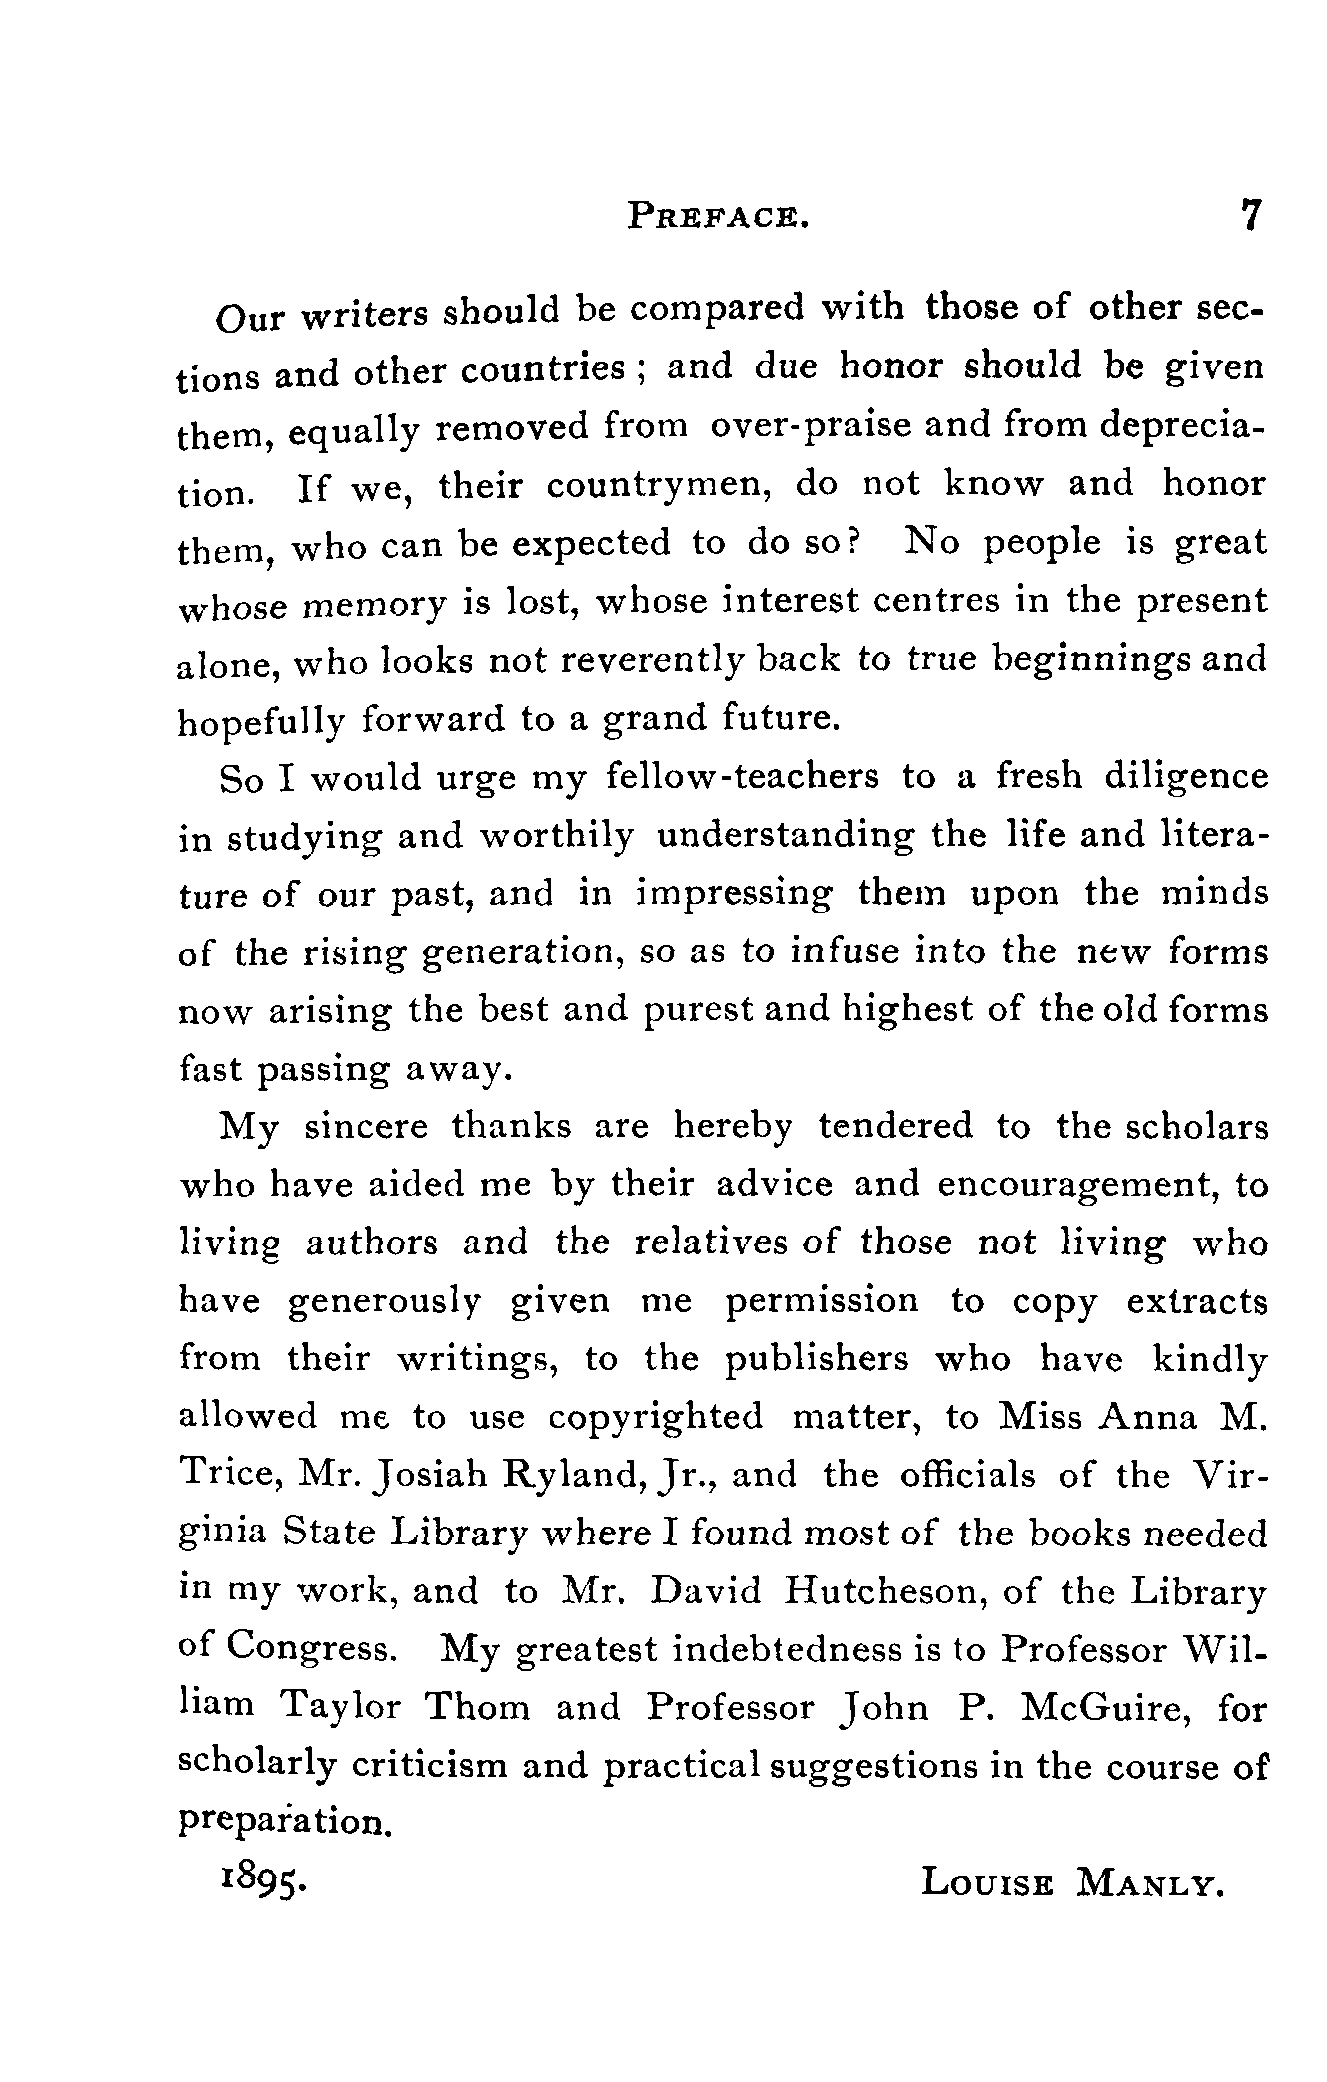 PREFACE. 7
Our writers should be compared with those of other sec-
tions and other countries ; and due honor should be given
them, equally removed from over-praise and from deprecia-
tion. If we, their countrymen, do not know and honor
them, who can be expected to do so? No people is great
whose memory is lost, whose interest centres in the present
alone, who looks not reverently back to true beginnings and
hopefully forward to a grand future.
So I would urge my fellow-teachers to a fresh diligence
in studying and worthily understanding the life and litera-
ture of our past, and in impressing them upon the minds
of the rising generation, so as to infuse into the new forms
now arising the best and purest and highest of the old forms
fast passing away.
My sincere thanks are hereby tendered to the scholars
who have aided me by their advice and encouragement, to
living authors and the relatives of those not living who
have generously given me permission to copy extracts
from their writings, to the publishers who have kindly
allowed me to use copyrighted matter, to Miss Anna M.
Trice, Mr. Josiah Ryland, Jr., and the officials of the Vir-
ginia State Library where I found most of the books needed
in my work, and to Mr. David Hutcheson, of the Library
of Congress. My greatest indebtedness is to Professor Wil-
liam Taylor Thom and Professor John P. McGuire, for
scholarly criticism and practical suggestions in the course of
preparation.
1895. LOUISE MANLY.